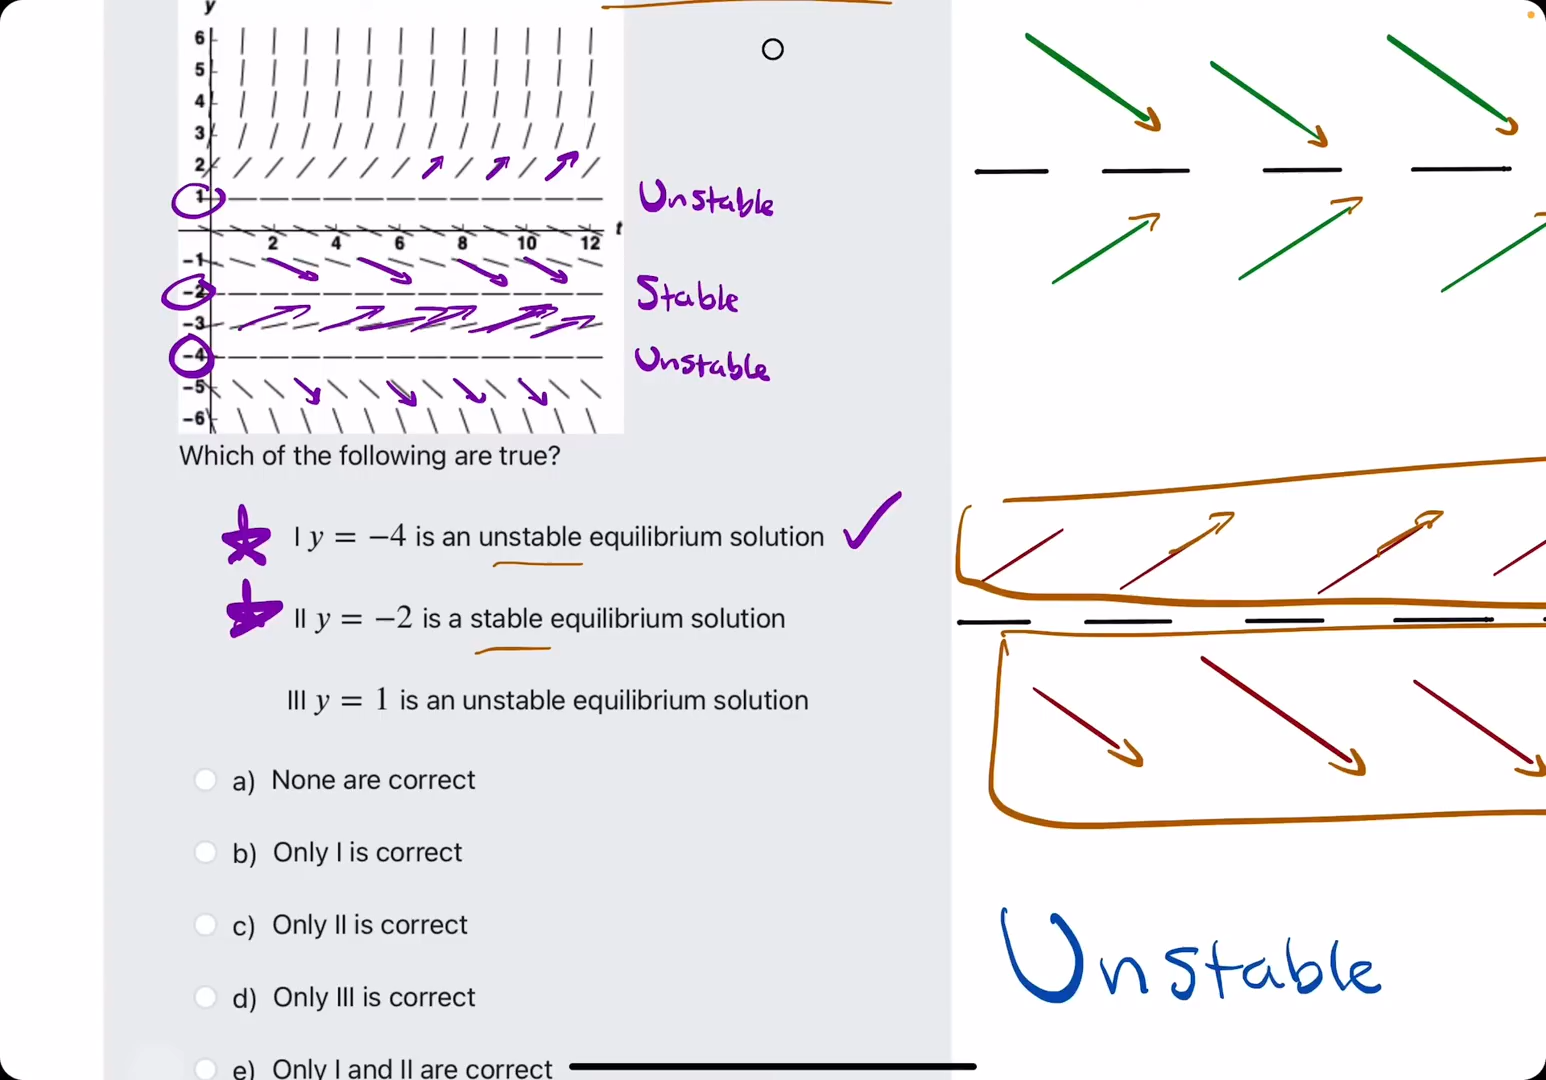 y
6
5
4
3
2
1
t
2 4 6 8 10 12
-1
-2
-3
-4
-5
-6
Unstable
Stable
Unstable
Which of the following are true?
I y = −4 is an unstable equilibrium solution
II y = −2 is a stable equilibrium solution
III y = 1 is an unstable equilibrium solution
a) None are correct
b) Only I is correct
c) Only II is correct
d) Only III is correct
e) Only I and II are correct
Unstable